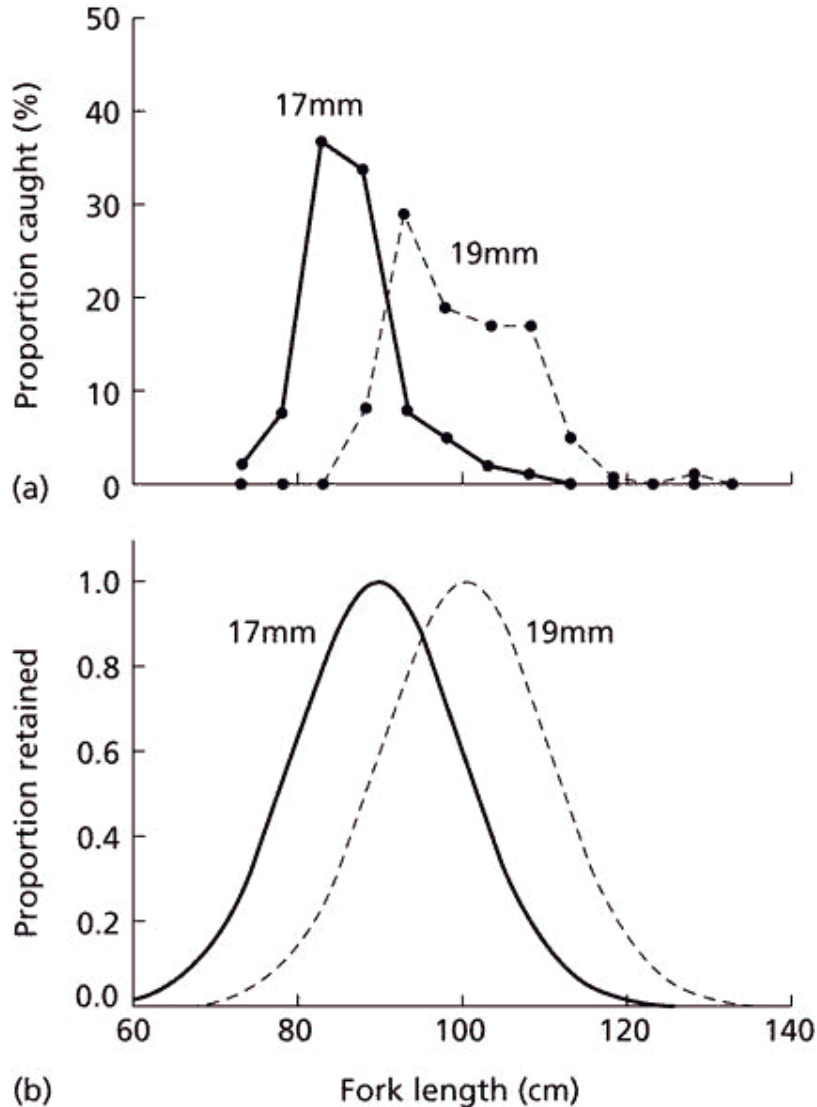 50
40
30
20
10
0
Proportion caught (%)
17mm
19mm
(a)
1.0
0.8
0.6
0.4
0.2
0.0
Proportion retained
17mm
19mm
60
80
100
120
140
(b)
Fork length (cm)